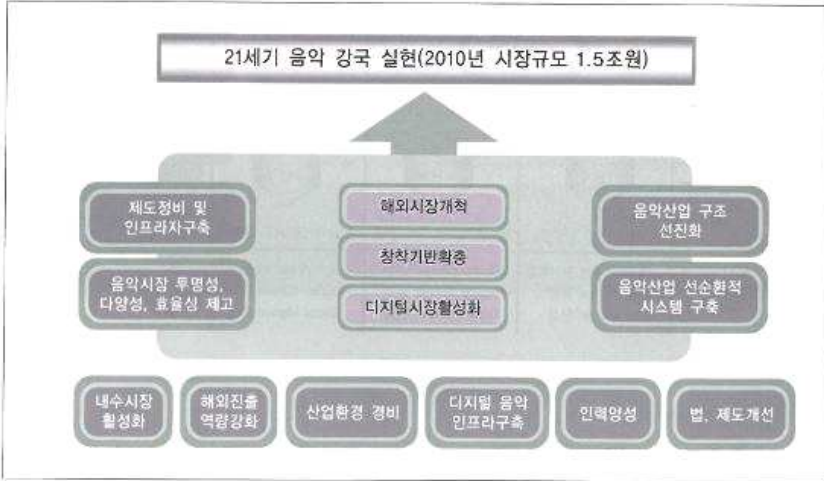 21세기 음악 강국 실현(2010년 시장규모 1.5조원)
제도정비 및
인프라자구축
해외시장개척
음악산업 구조
선진화
창작기반확충
음악시장 투명성,
다양성, 효율성 제고
음악산업 선순환적
시스템 구축
디지털시장활성화
내수시장
활성화
해외진출
역량강화
산업환경 경비
디지털 음악
인프라구축
인력양성
법, 제도개선